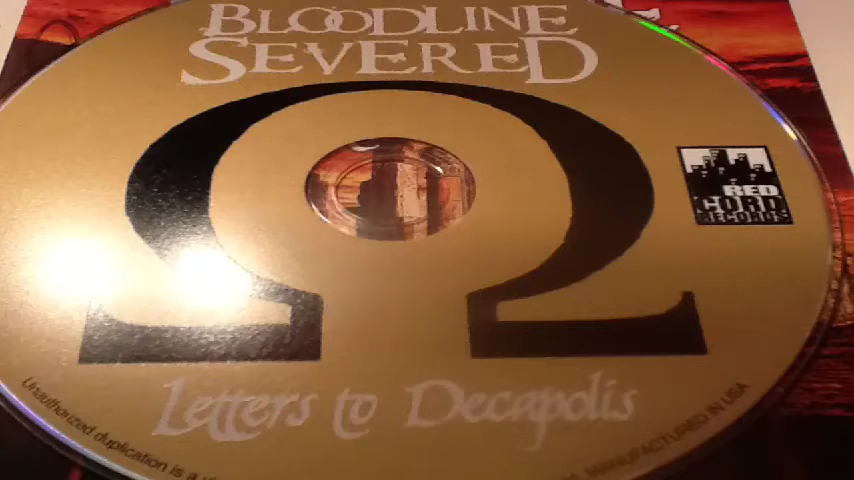 BLOODLINE
SEVERED
Ω
RED
CORD
RECORDS
Letters to Decapolis
Unauthorized duplication is a
MANUFACTURED IN USA